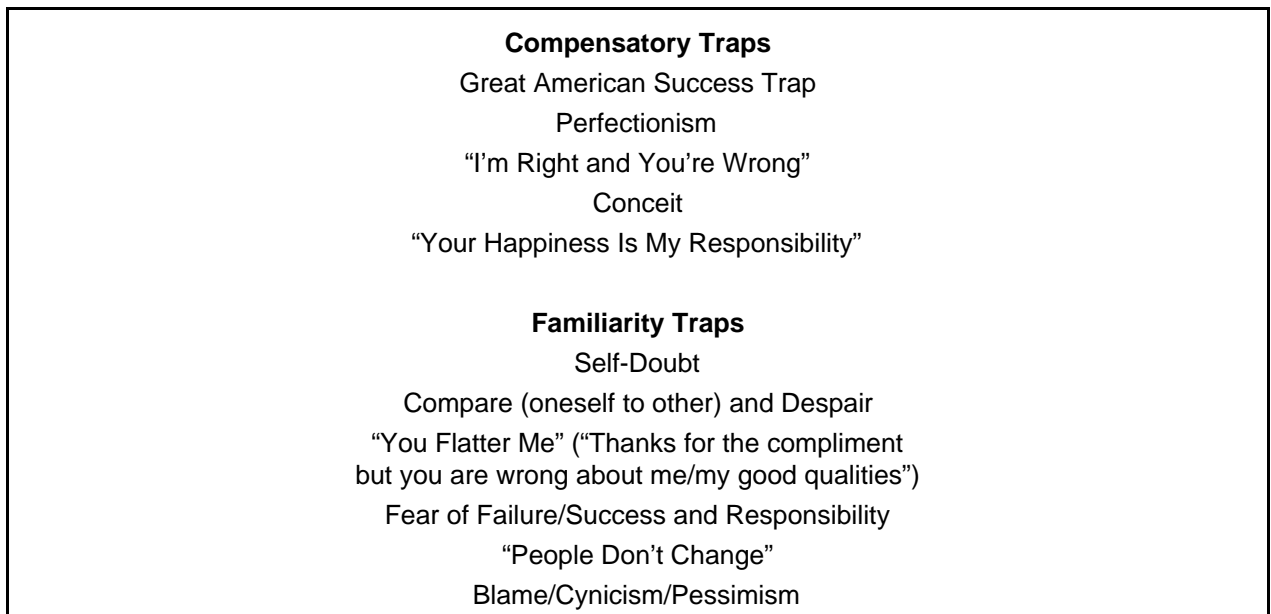 Compensatory Traps
Great American Success Trap
Perfectionism
“I’m Right and You’re Wrong”
Conceit
“Your Happiness Is My Responsibility”
Familiarity Traps
Self-Doubt
Compare (oneself to other) and Despair
“You Flatter Me” (“Thanks for the compliment
but you are wrong about me/my good qualities”)
Fear of Failure/Success and Responsibility
“People Don’t Change”
Blame/Cynicism/Pessimism